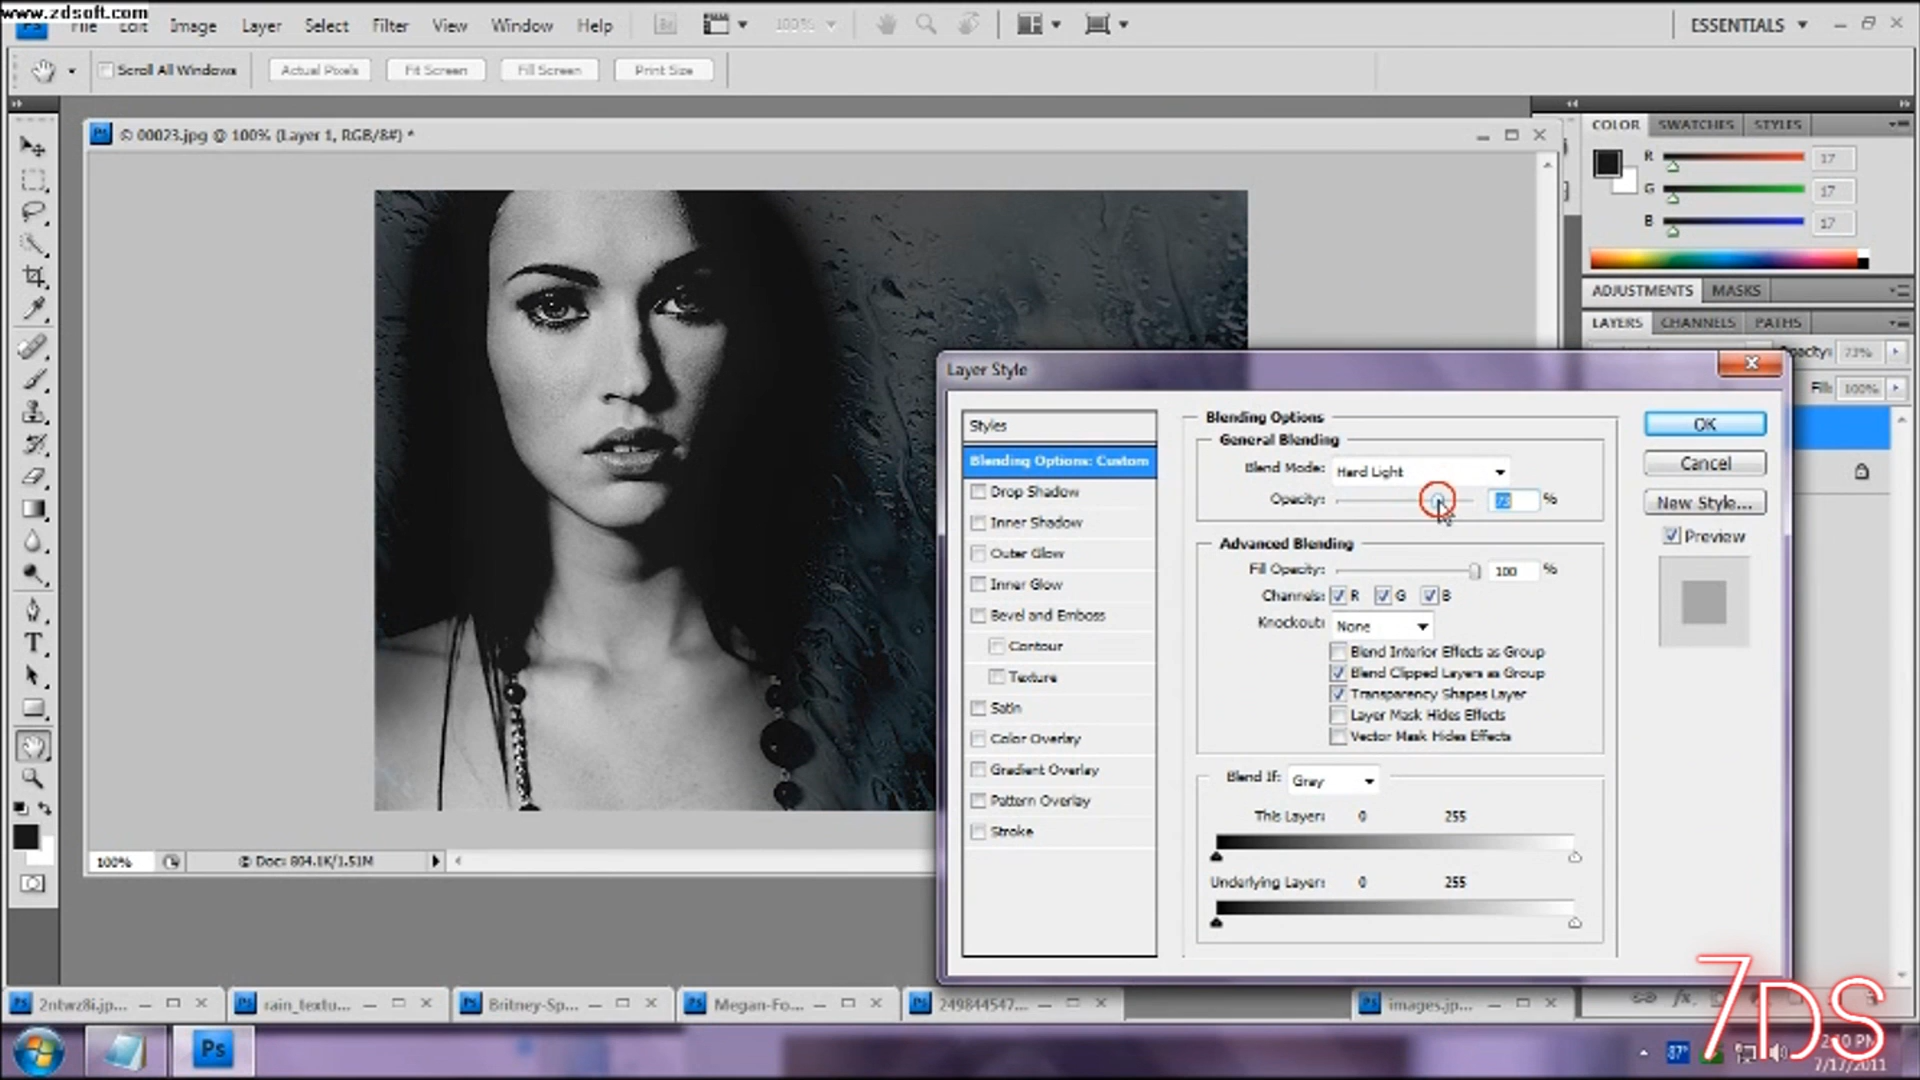 www.zdsoft.com
File Edit Image Layer Select Filter View Window Help 100% ESSENTIALS
Scroll All Windows Actual Pixels Fit Screen Fill Screen Print Size
© 00023.jpg @ 100% (Layer 1, RGB/8#) *
COLOR SWATCHES STYLES
R 17
G 17
B 17
ADJUSTMENTS MASKS
LAYERS CHANNELS PATHS
Opacity: 73%
Fill: 100%
Layer Style
Styles
Blending Options: Custom
Drop Shadow
Inner Shadow
Outer Glow
Inner Glow
Bevel and Emboss
Contour
Texture
Satin
Color Overlay
Gradient Overlay
Pattern Overlay
Stroke
Blending Options
General Blending
Blend Mode: Hard Light
Opacity: 73 %
Advanced Blending
Fill Opacity: 100 %
Channels: R G B
Knockout: None
Blend Interior Effects as Group
Blend Clipped Layers as Group
Transparency Shapes Layer
Layer Mask Hides Effects
Vector Mask Hides Effects
Blend If: Gray
This Layer: 0 255
Underlying Layer: 0 255
OK
Cancel
New Style...
Preview
100% © Doc: 804.1K/1.51M
2ntwz8i.jp... rain_textu... Britney-Sp... Megan-Fo... 249844547... images.jp...
7DS
Ps
87°
7/17/2011